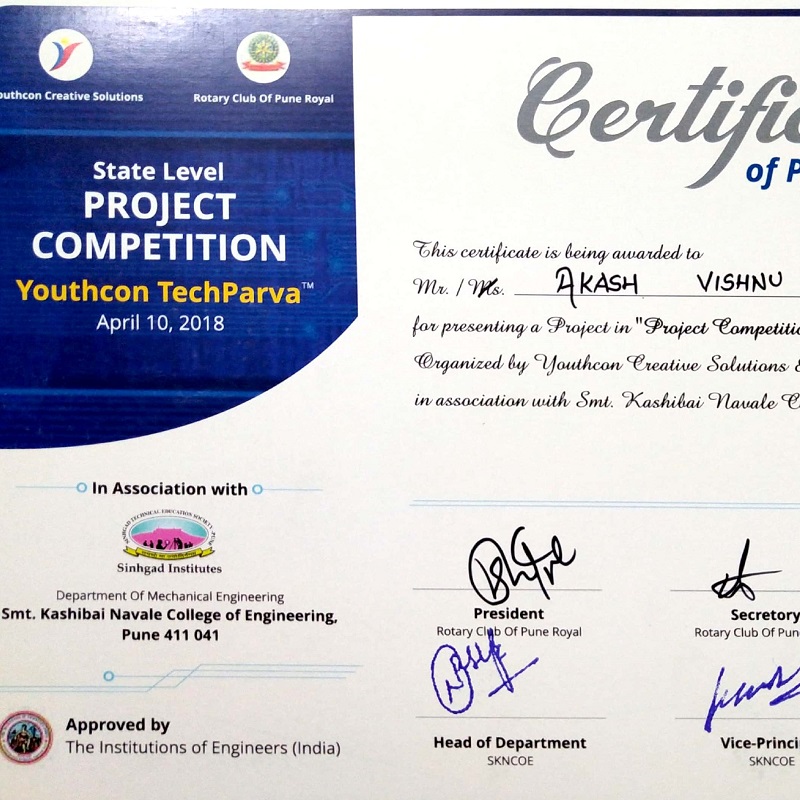 outhcon Creative Solutions
Rotary Club Of Pune Royal
State Level
PROJECT
COMPETITION
Youthcon TechParva™
April 10, 2018
In Association with
SINHGAD TECHNICAL EDUCATION SOCIETY
Sinhgad Institutes
Department Of Mechanical Engineering
Smt. Kashibai Navale College of Engineering,
Pune 411 041
Approved by
The Institutions of Engineers (India)
Certific
of P
This certificate is being awarded to
Mr. / Ms. AKASH VISHNU
for presenting a Project in "Project Competitio
Organized by Youthcon Creative Solutions &
in association with Smt. Kashibai Navale C
President
Rotary Club Of Pune Royal
Secretory
Rotary Club Of Pun
Head of Department
SKNCOE
Vice-Princi
SKNCOE